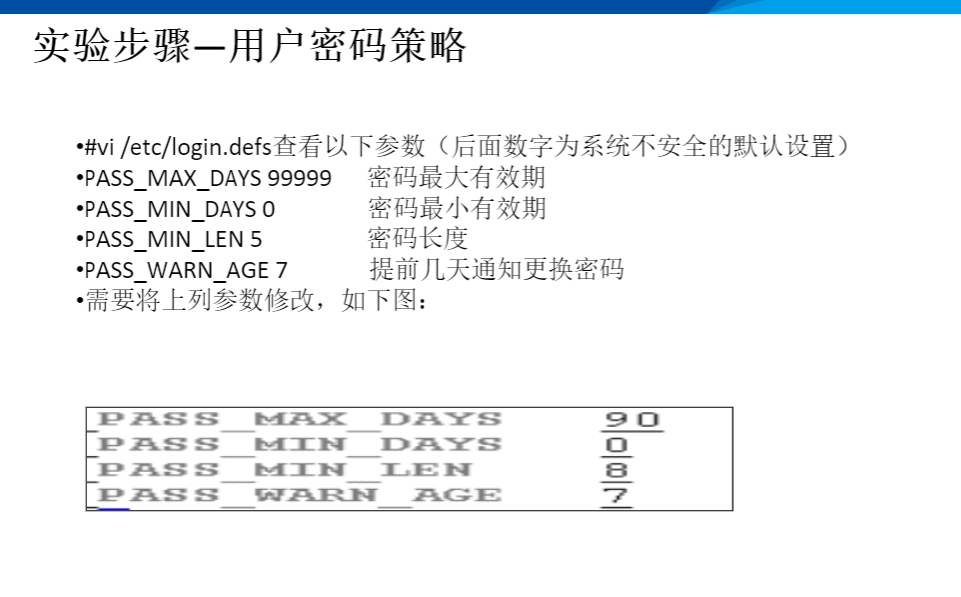 实验步骤—用户密码策略
•#vi /etc/login.defs查看以下参数（后面数字为系统不安全的默认设置）
•PASS_MAX_DAYS 99999 密码最大有效期
•PASS_MIN_DAYS 0 密码最小有效期
•PASS_MIN_LEN 5 密码长度
•PASS_WARN_AGE 7 提前几天通知更换密码
•需要将上列参数修改，如下图：
PASS_MAX_DAYS 90
PASS_MIN_DAYS 0
PASS_MIN_LEN 8
PASS_WARN_AGE 7